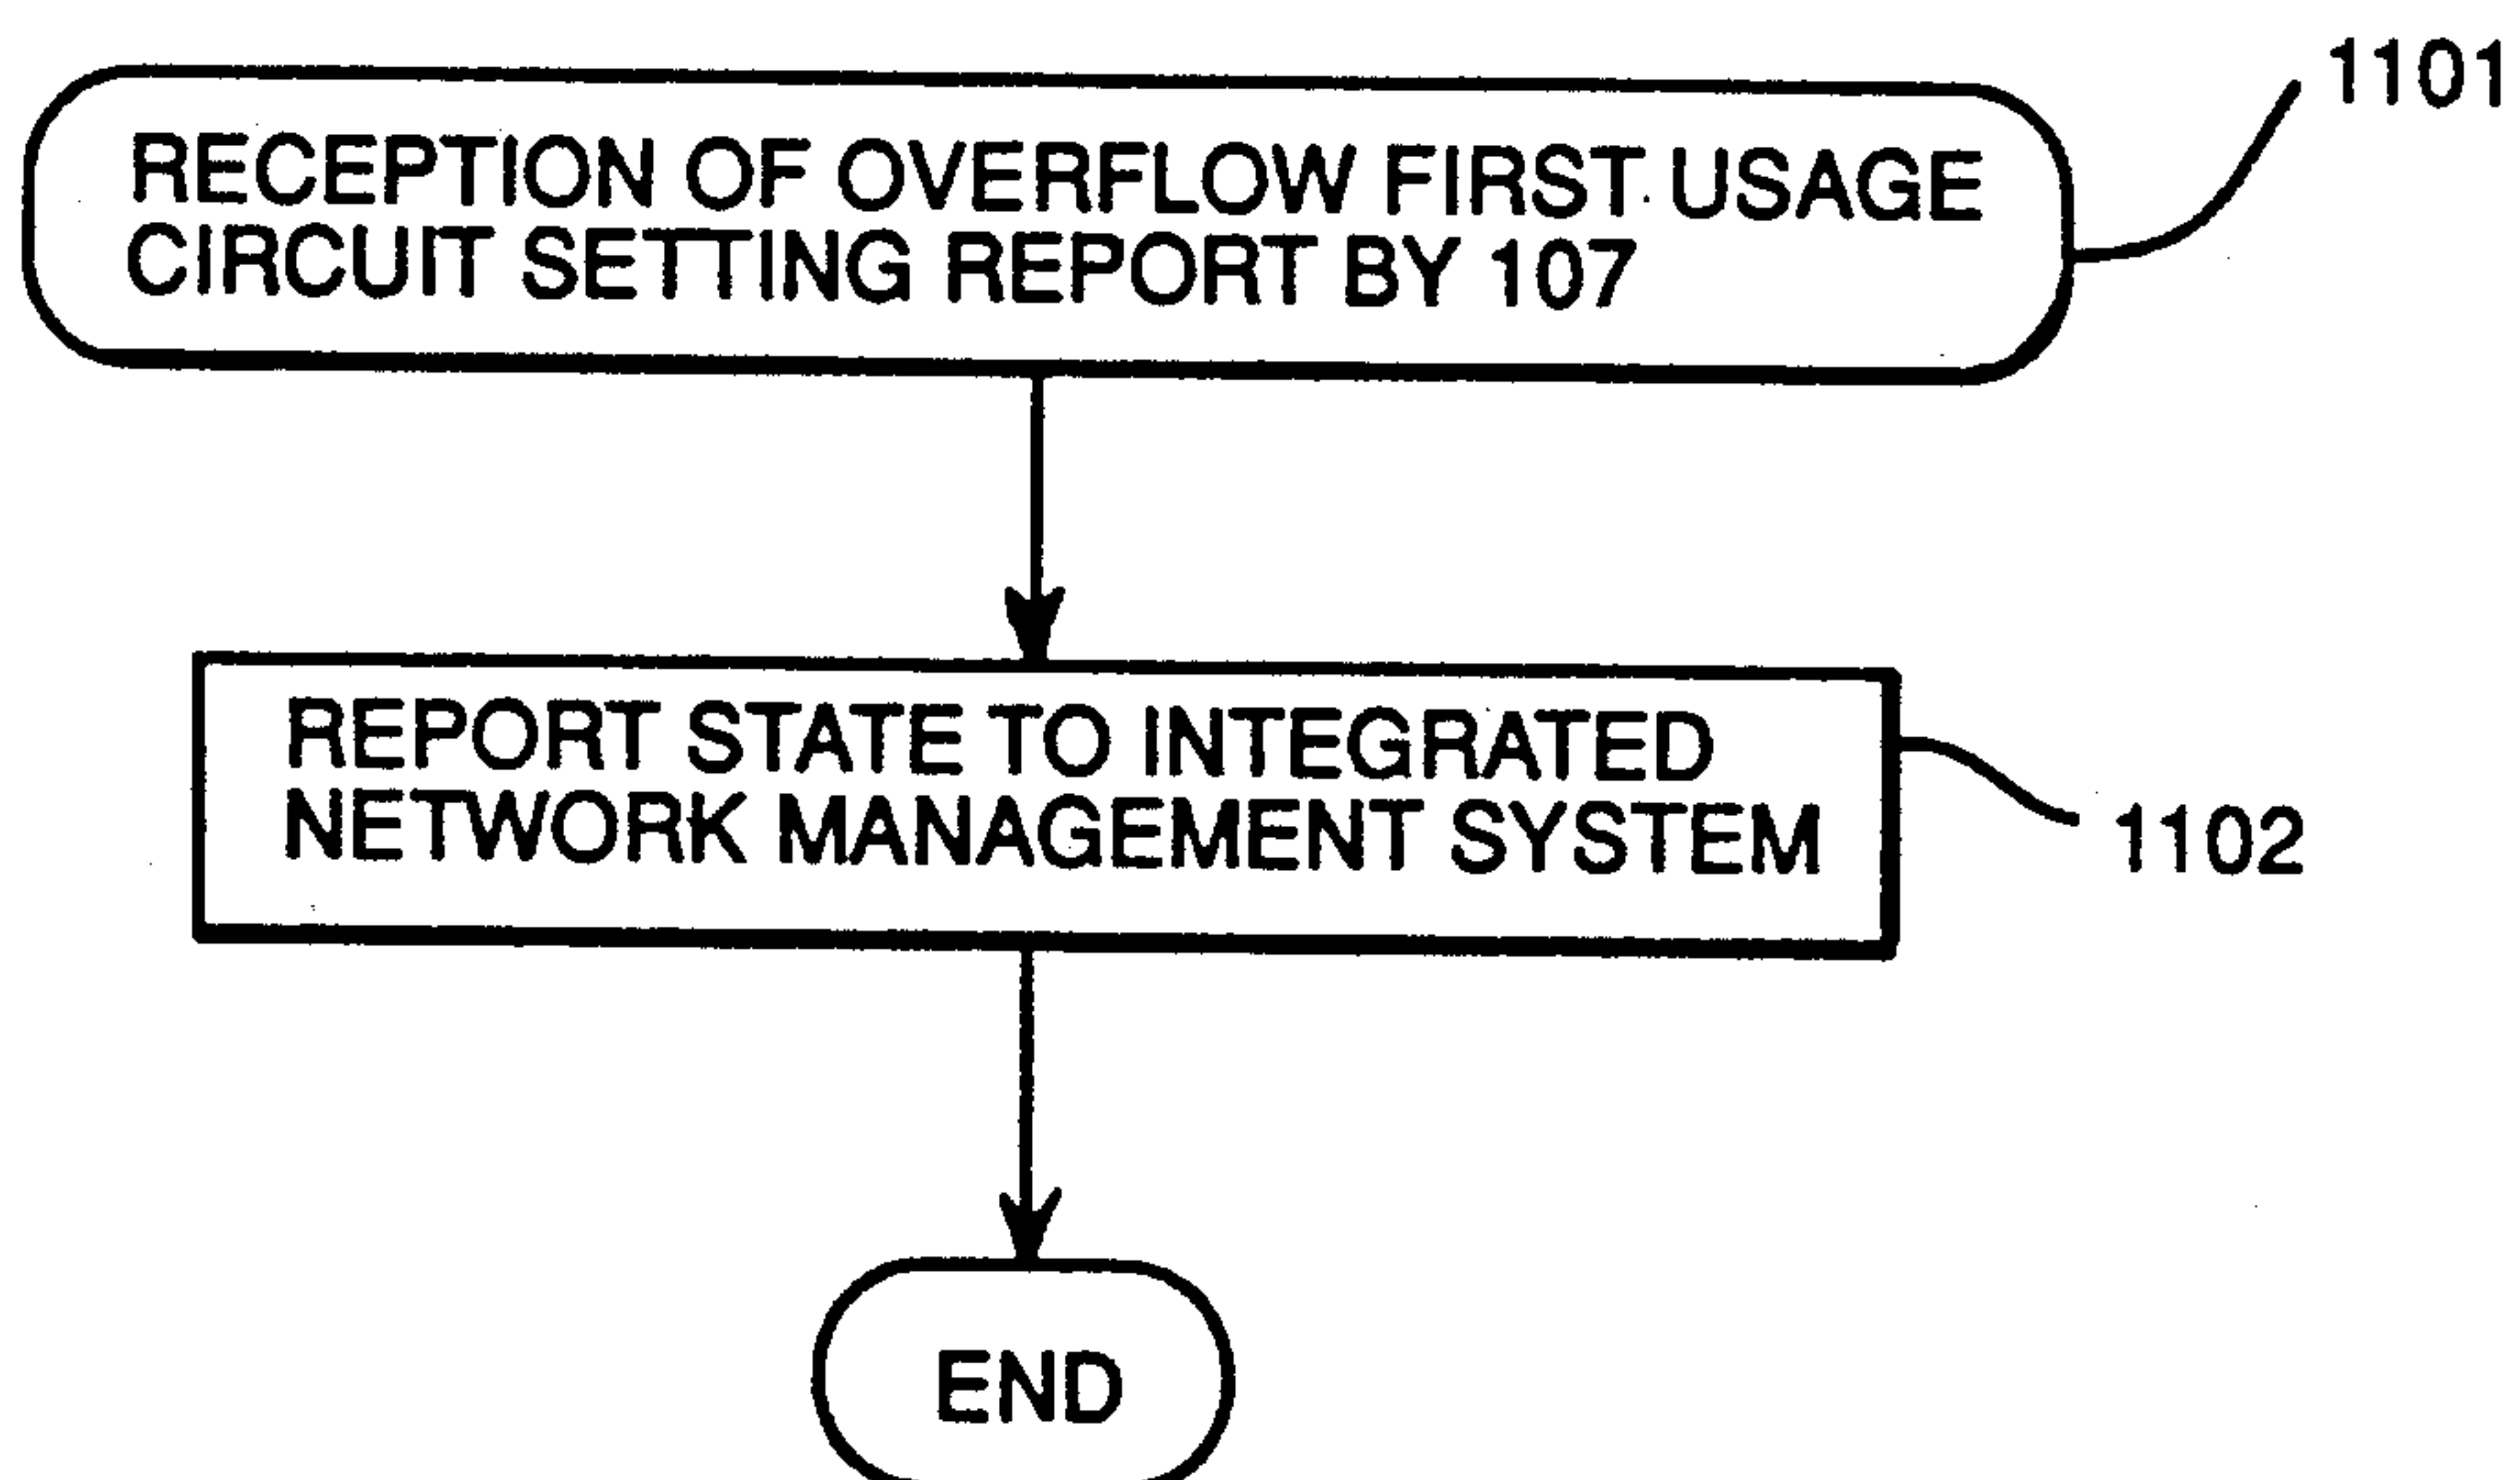 1101
RECEPTION OF OVERFLOW FIRST USAGE
CIRCUIT SETTING REPORT BY 107
REPORT STATE TO INTEGRATED
NETWORK MANAGEMENT SYSTEM
1102
END